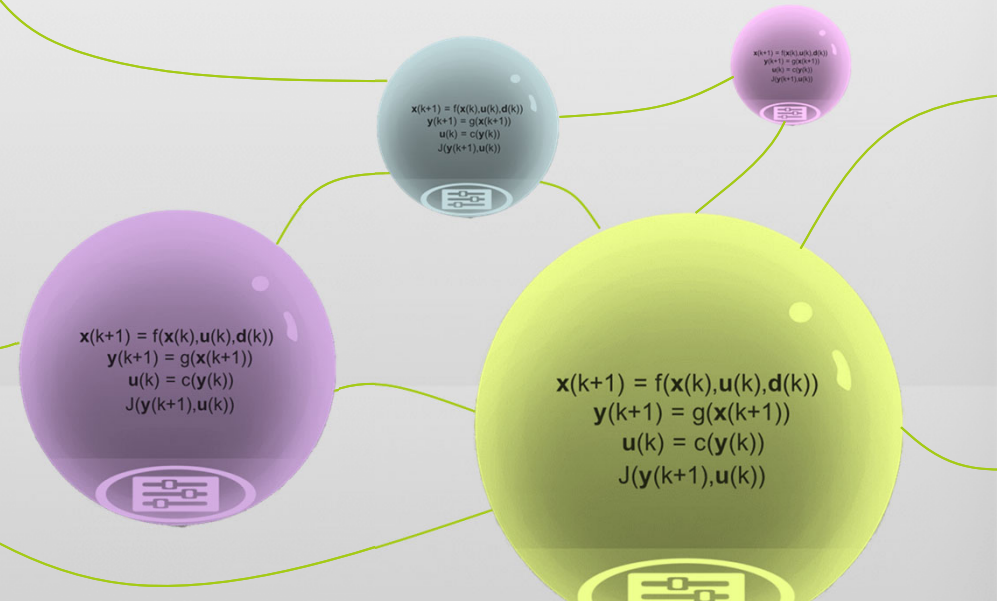 x(k+1) = f(x(k),u(k),d(k))
y(k+1) = g(x(k+1))
u(k) = c(y(k))
J(y(k+1),u(k))
x(k+1) = f(x(k),u(k),d(k))
y(k+1) = g(x(k+1))
u(k) = c(y(k))
J(y(k+1),u(k))
x(k+1) = f(x(k),u(k),d(k))
y(k+1) = g(x(k+1))
u(k) = c(y(k))
J(y(k+1),u(k))
x(k+1) = f(x(k),u(k),d(k))
y(k+1) = g(x(k+1))
u(k) = c(y(k))
J(y(k+1),u(k))